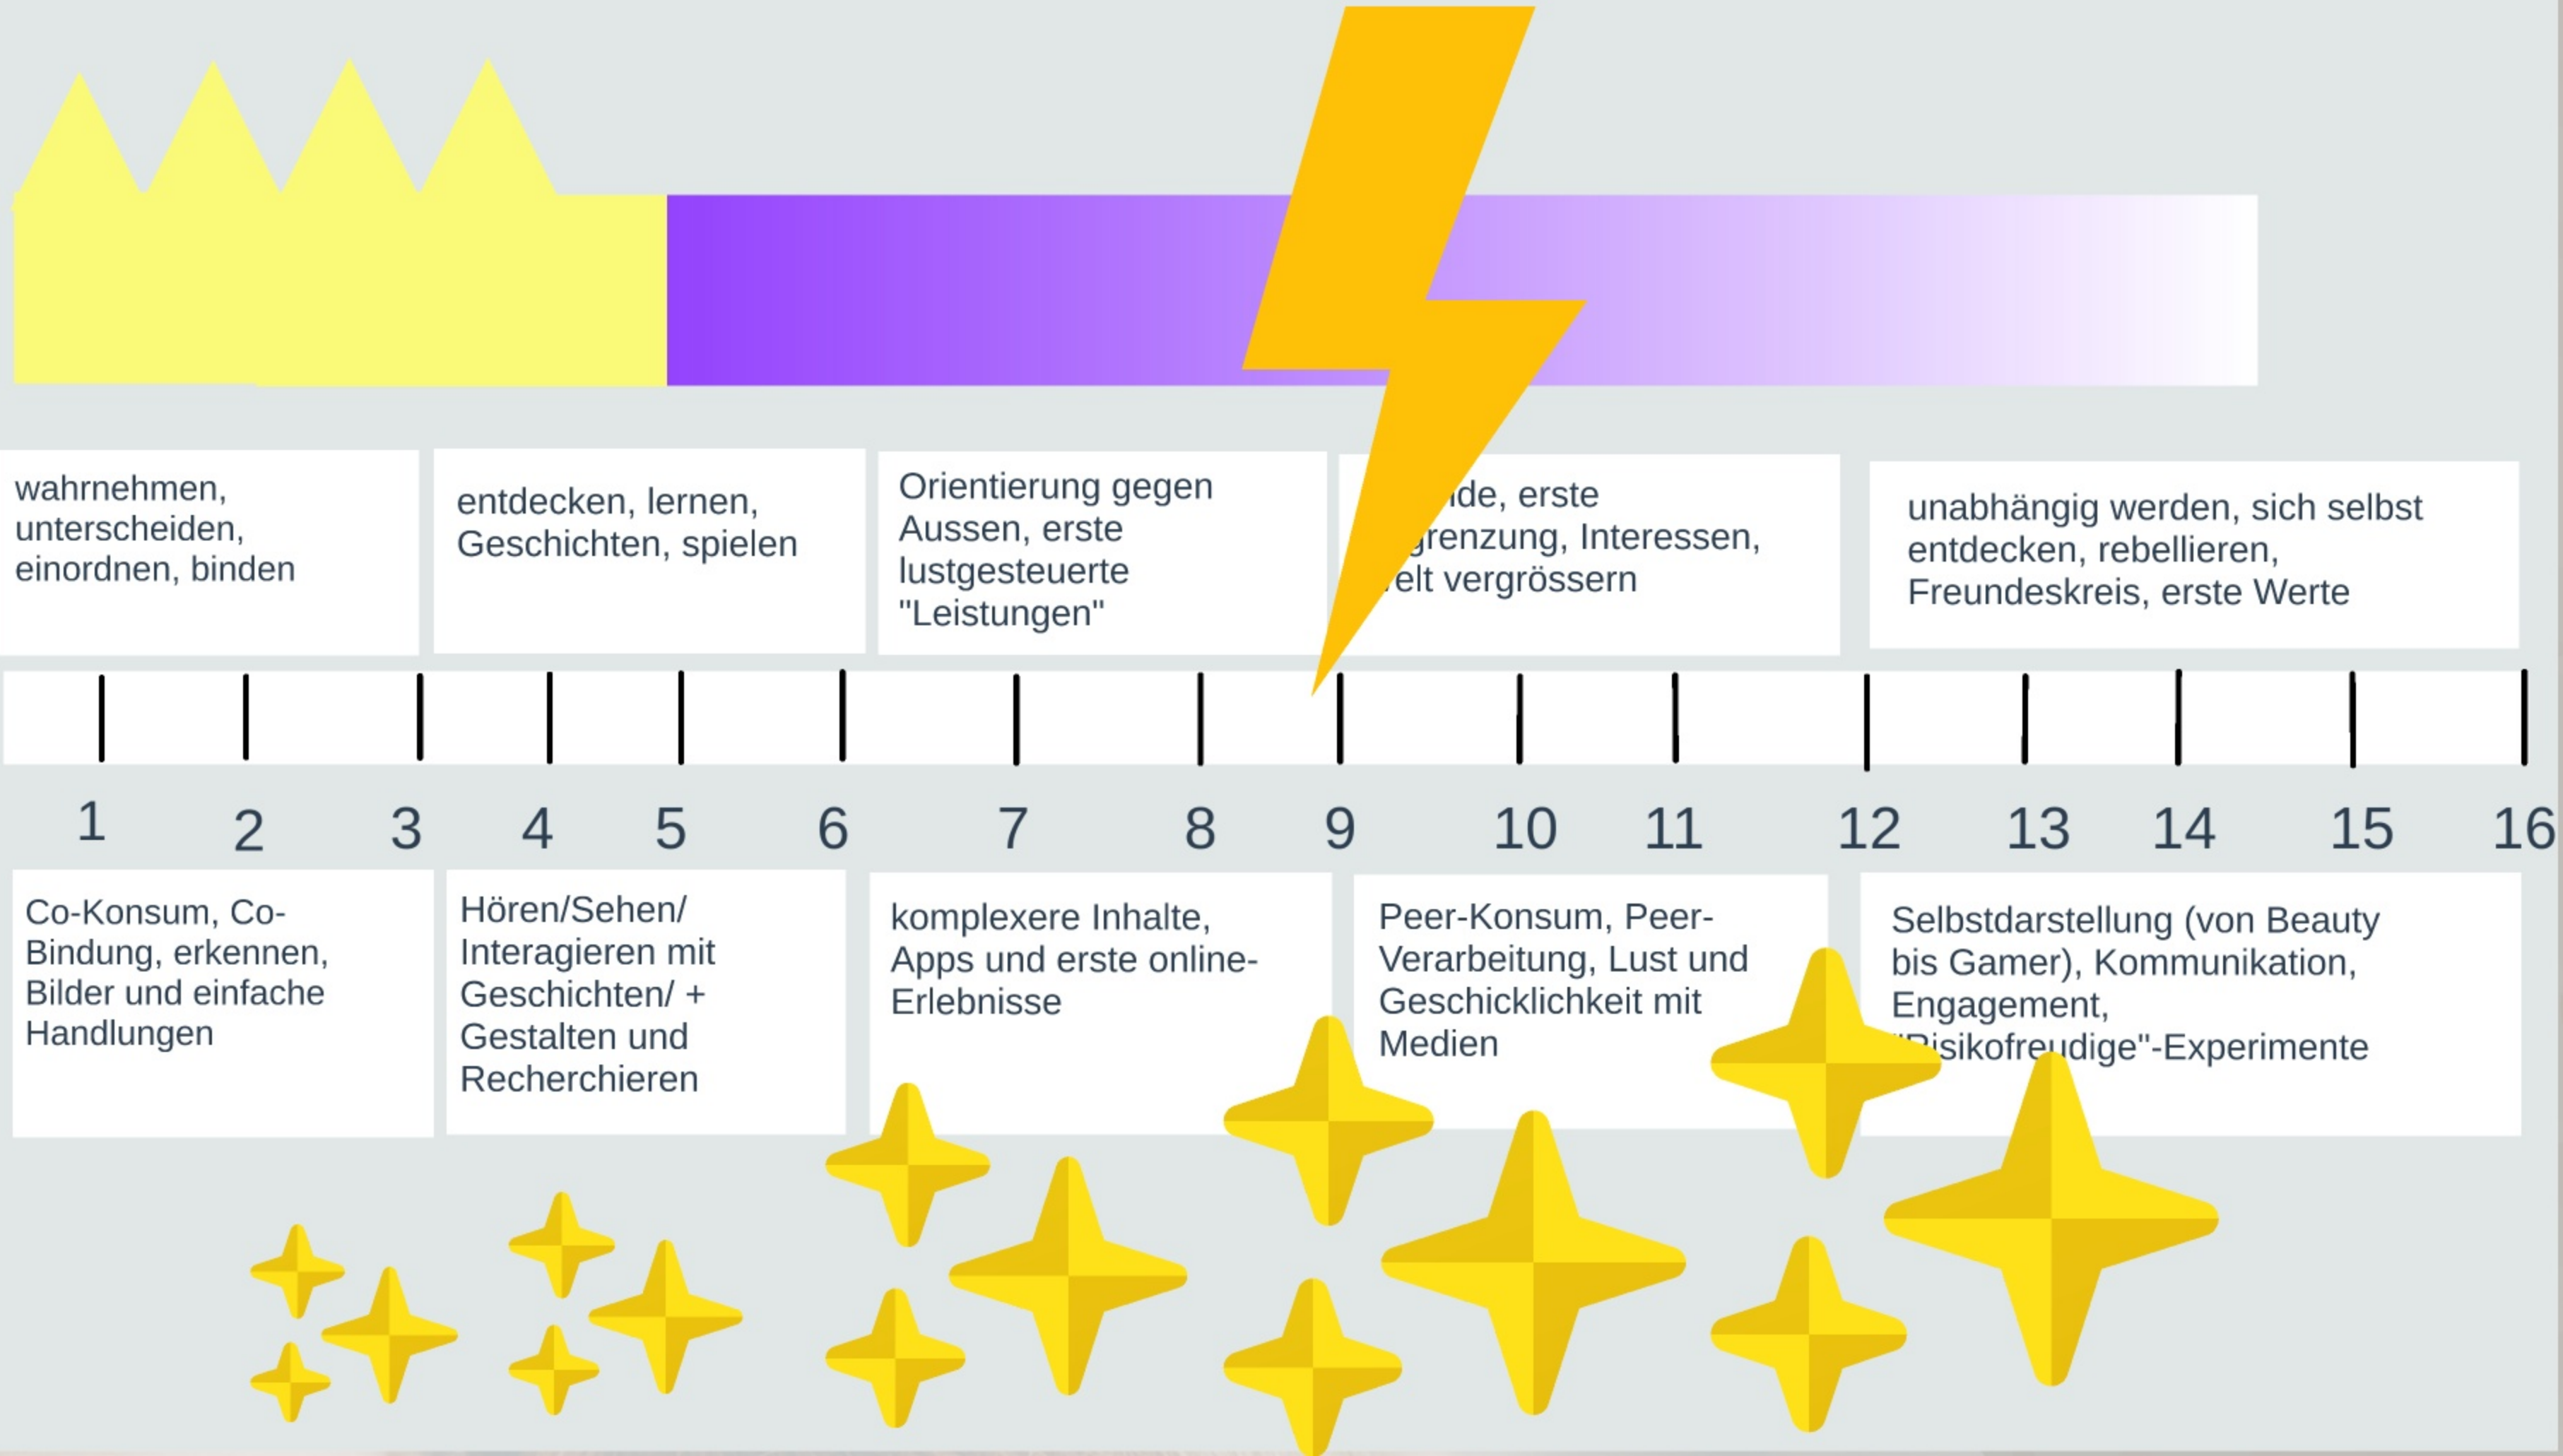 wahrnehmen,
unterscheiden,
einordnen, binden
entdecken, lernen,
Geschichten, spielen
Orientierung gegen
Aussen, erste
lustgesteuerte
"Leistungen"
erste
Interessen,
vergrössern
unabhängig werden, sich selbst
entdecken, rebellieren,
Freundeskreis, erste Werte
1 2 3 4 5 6 7 8 9 10 11 12 13 14 15 16
Co-Konsum, Co-
Bindung, erkennen,
Bilder und einfache
Handlungen
Hören/Sehen/
Interagieren mit
Geschichten/ +
Gestalten und
Recherchieren
komplexere Inhalte,
Apps und erste online-
Erlebnisse
Peer-Konsum, Peer-
Verarbeitung, Lust und
Geschicklichkeit mit
Medien
Selbstdarstellung (von Beauty
bis Gamer), Kommunikation,
Engagement,
"Risikofreudige"-Experimente